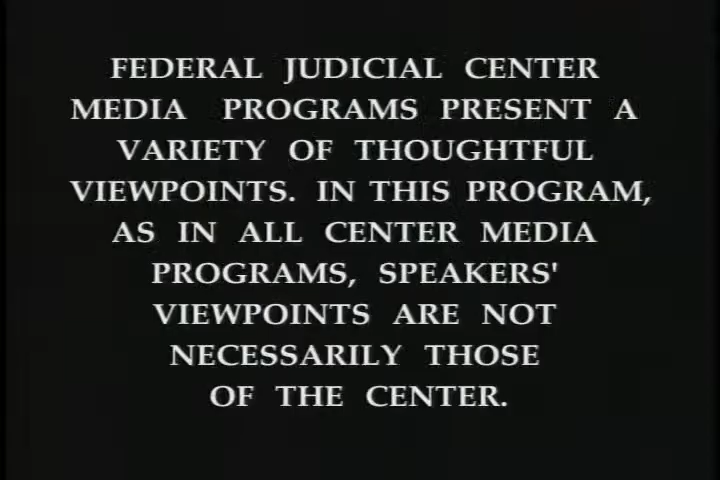 FEDERAL JUDICIAL CENTER
MEDIA PROGRAMS PRESENT A
VARIETY OF THOUGHTFUL
VIEWPOINTS. IN THIS PROGRAM,
AS IN ALL CENTER MEDIA
PROGRAMS, SPEAKERS'
VIEWPOINTS ARE NOT
NECESSARILY THOSE
OF THE CENTER.